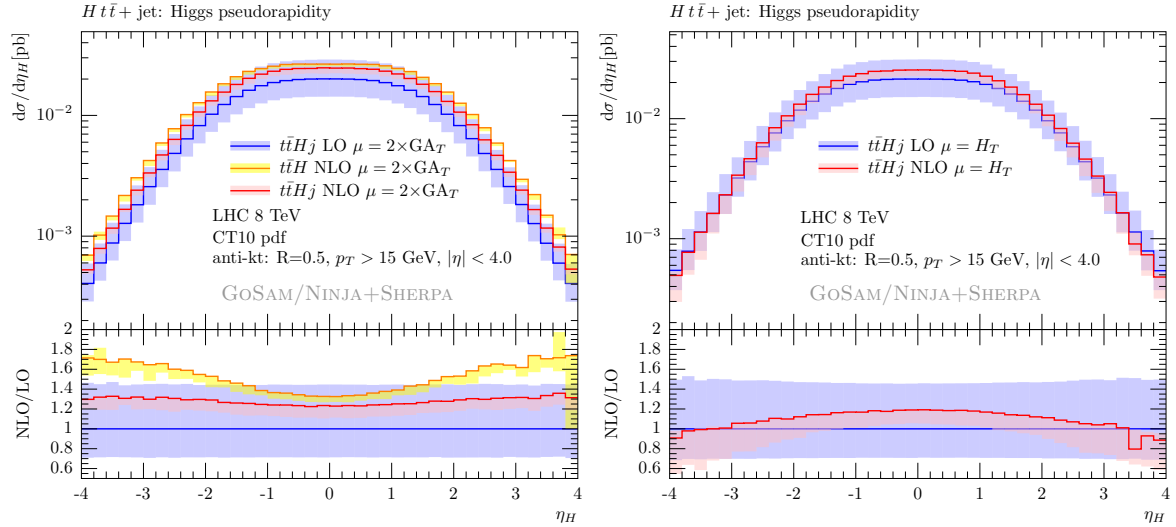 H t t̄ + jet: Higgs pseudorapidity
dσ/dη_H [pb]
10⁻²
10⁻³
t t̄Hj LO μ = 2×GA_T
t t̄H NLO μ = 2×GA_T
t t̄Hj NLO μ = 2×GA_T
LHC 8 TeV
CT10 pdf
anti-kt: R=0.5, p_T > 15 GeV, |η| < 4.0
GoSam/Ninja+Sherpa
NLO/LO
2
1.8
1.6
1.4
1.2
1
0.8
0.6
-4 -3 -2 -1 0 1 2 3 4
η_H
H t t̄ + jet: Higgs pseudorapidity
dσ/dη_H [pb]
10⁻²
10⁻³
t t̄Hj LO μ = H_T
t t̄Hj NLO μ = H_T
LHC 8 TeV
CT10 pdf
anti-kt: R=0.5, p_T > 15 GeV, |η| < 4.0
GoSam/Ninja+Sherpa
NLO/LO
2
1.8
1.6
1.4
1.2
1
0.8
0.6
-4 -3 -2 -1 0 1 2 3 4
η_H